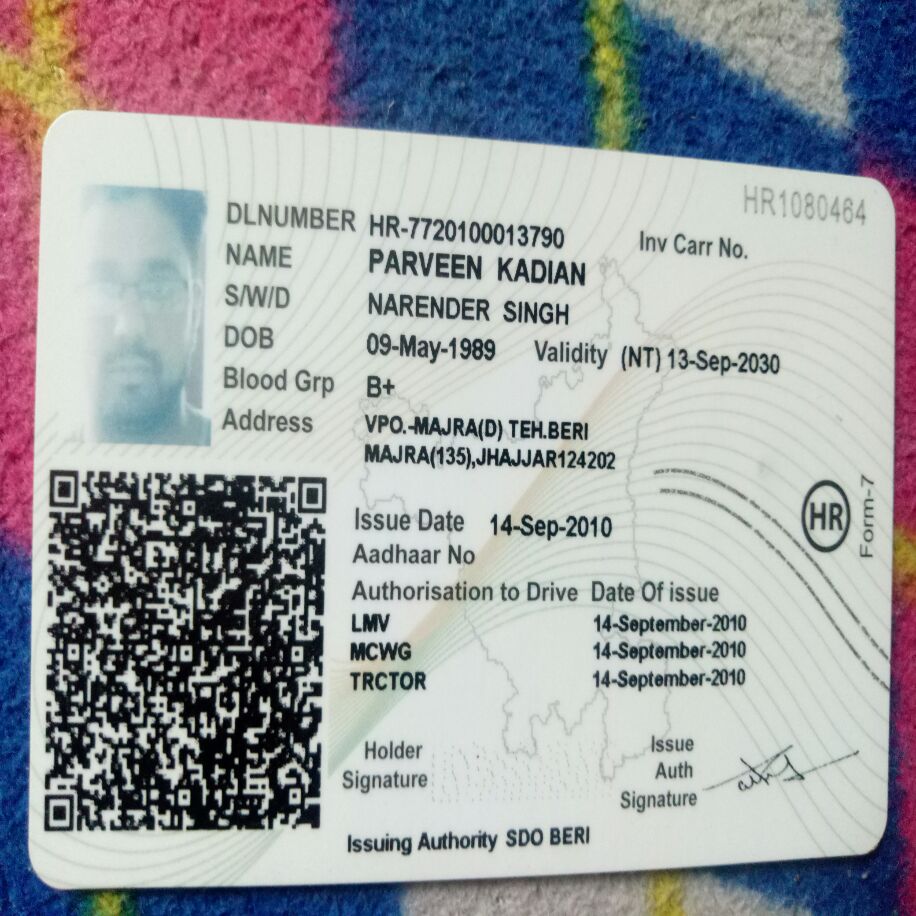 HR1080464
DLNUMBER HR-7720100013790 Inv Carr No.
NAME PARVEEN KADIAN
S/W/D NARENDER SINGH
DOB 09-May-1989 Validity (NT) 13-Sep-2030
Blood Grp B+
Address VPO.-MAJRA(D) TEH.BERI
MAJRA(135),JHAJJAR124202
HR
Form-7
Issue Date 14-Sep-2010
Aadhaar No
Authorisation to Drive Date Of issue
LMV 14-September-2010
MCWG 14-September-2010
TRCTOR 14-September-2010
Holder
Signature
Issue
Auth
Signature
Issuing Authority SDO BERI